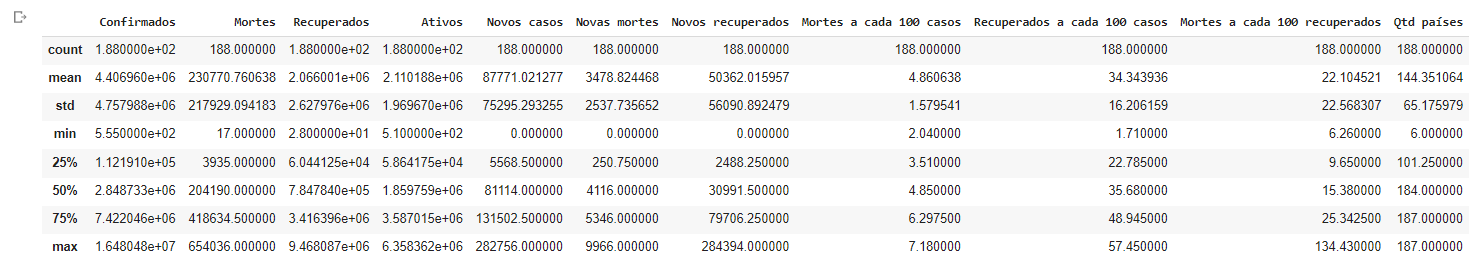 Confirmados Mortes Recuperados Ativos Novos casos Novas mortes Novos recuperados Mortes a cada 100 casos Recuperados a cada 100 casos Mortes a cada 100 recuperados Qtd países
count 1.880000e+02 188.000000 1.880000e+02 1.880000e+02 188.000000 188.000000 188.000000 188.000000 188.000000 188.000000 188.000000
mean 4.406960e+06 230770.760638 2.066001e+06 2.110188e+06 87771.021277 3478.824468 50362.015957 4.860638 34.343936 22.104521 144.351064
std 4.757988e+06 217929.094183 2.627976e+06 1.969670e+06 75295.293255 2537.735652 56090.892479 1.579541 16.206159 22.568307 65.175979
min 5.550000e+02 17.000000 2.800000e+01 5.100000e+02 0.000000 0.000000 0.000000 2.040000 1.710000 6.260000 6.000000
25% 1.121910e+05 3935.000000 6.044125e+04 5.864175e+04 5568.500000 250.750000 2488.250000 3.510000 22.785000 9.650000 101.250000
50% 2.848733e+06 204190.000000 7.847840e+05 1.859759e+06 81114.000000 4116.000000 30991.500000 4.850000 35.680000 15.380000 184.000000
75% 7.422046e+06 418634.500000 3.416396e+06 3.587015e+06 131502.500000 5346.000000 79706.250000 6.297500 48.945000 25.342500 187.000000
max 1.648048e+07 654036.000000 9.468087e+06 6.358362e+06 282756.000000 9966.000000 284394.000000 7.180000 57.450000 134.430000 187.000000